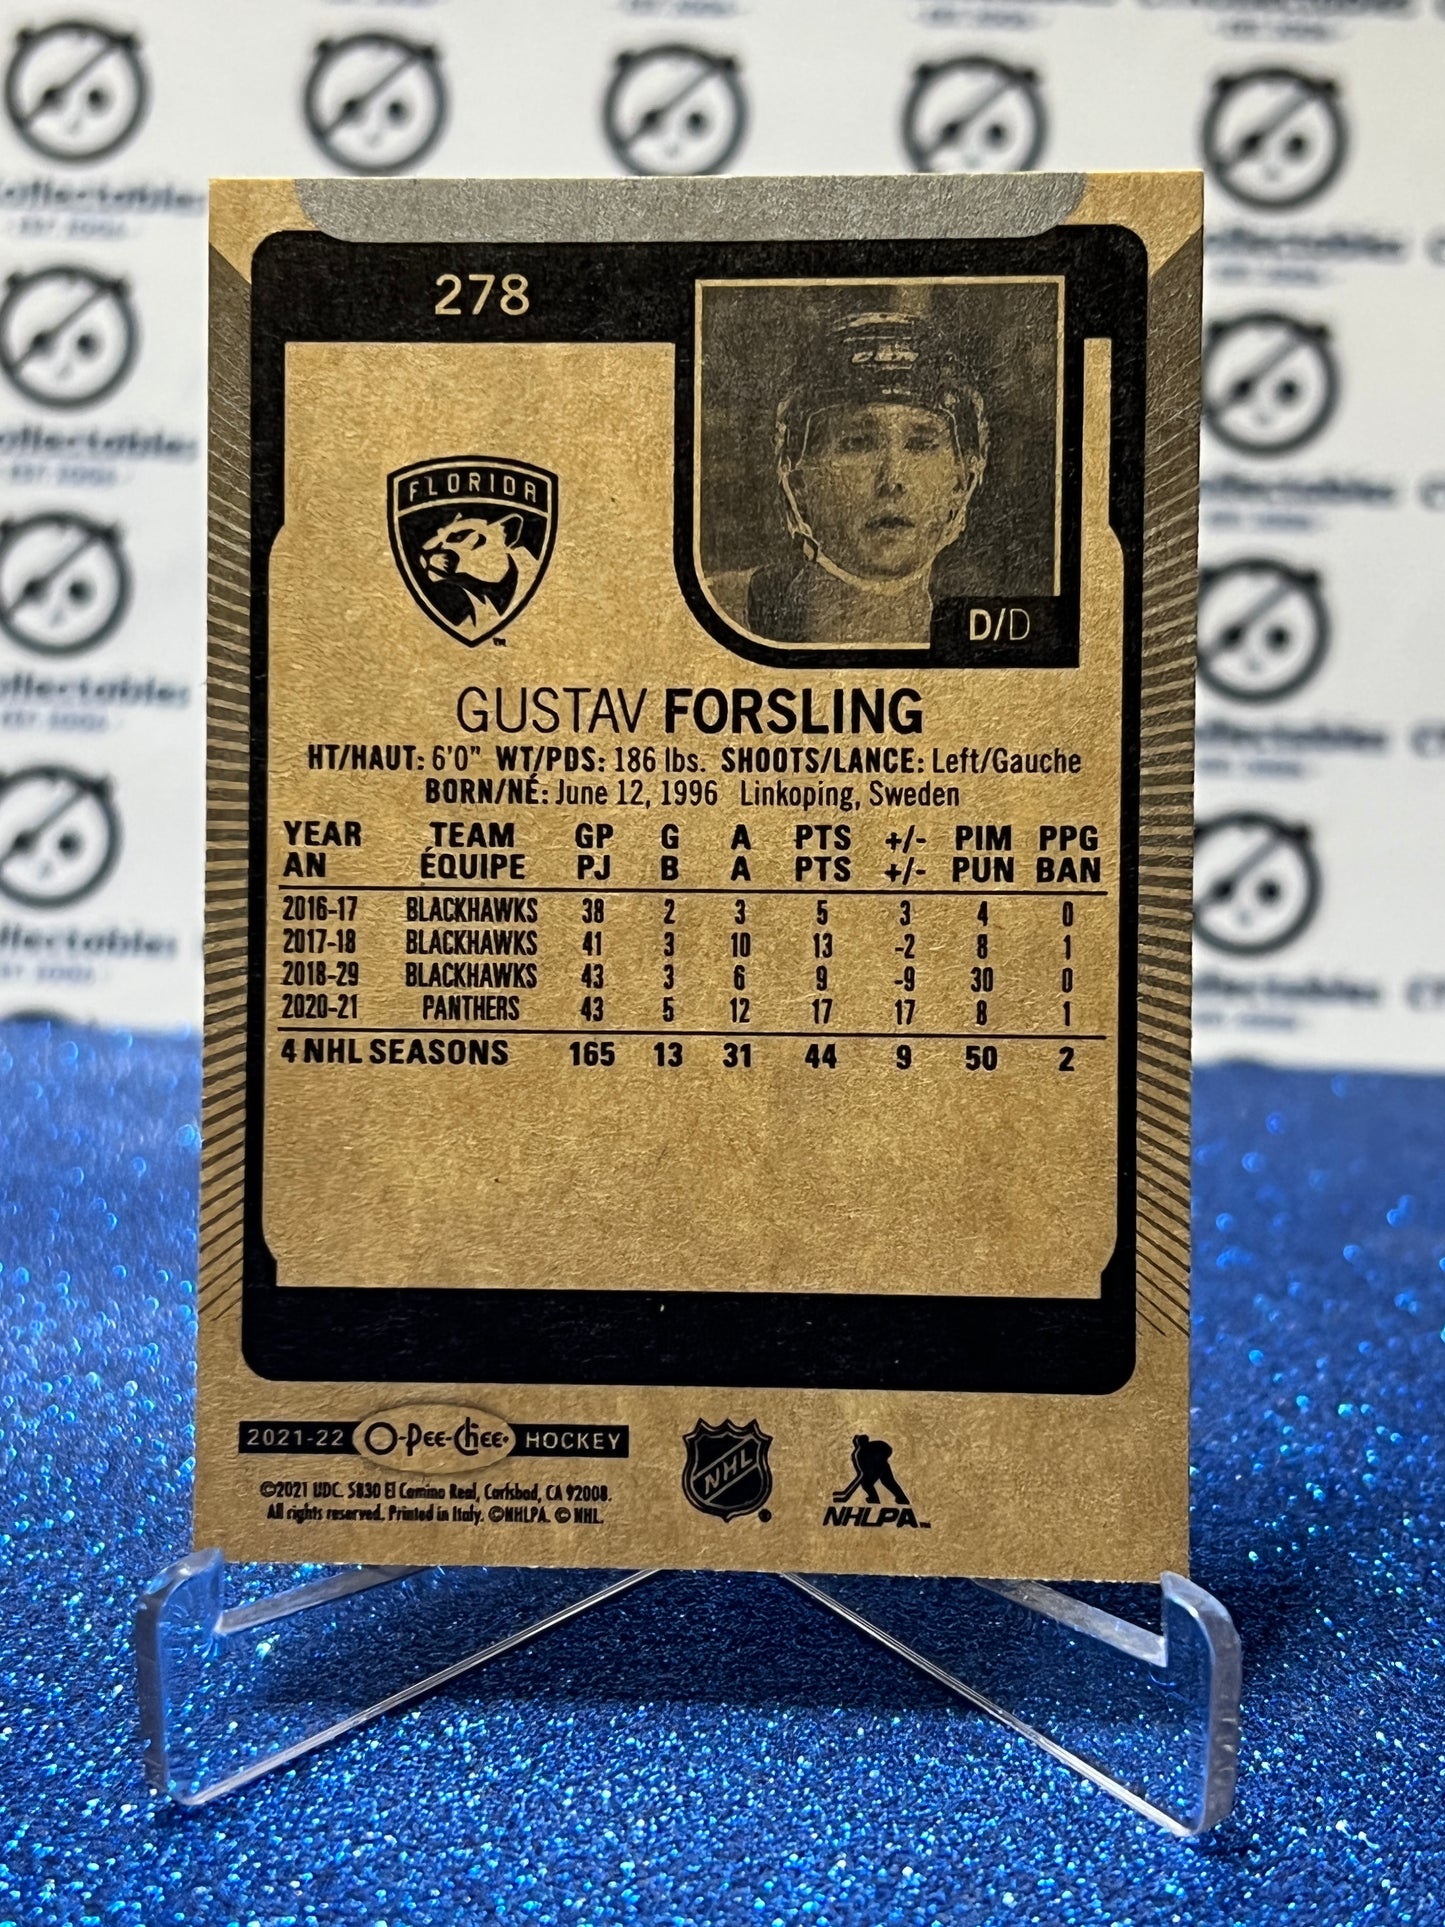 278
FLORIDA
™
D/D
GUSTAV FORSLING
HT/HAUT: 6'0" WT/PDS: 186 lbs. SHOOTS/LANCE: Left/Gauche
BORN/NÉ: June 12, 1996 Linkoping, Sweden
YEAR TEAM GP G A PTS +/- PIM PPG
AN ÉQUIPE PJ B A PTS +/- PUN BAN
2016-17 BLACKHAWKS 38 2 3 5 3 4 0
2017-18 BLACKHAWKS 41 3 10 13 -2 8 1
2018-29 BLACKHAWKS 43 3 6 9 -9 30 0
2020-21 PANTHERS 43 5 12 17 17 8 1
4 NHL SEASONS 165 13 31 44 9 50 2
2021-22 O-Pee-Chee HOCKEY
©2021 UDC. 5830 El Camino Real, Carlsbad, CA 92008.
All rights reserved. Printed in Italy. ©NHLPA. © NHL.
NHL
NHLPA